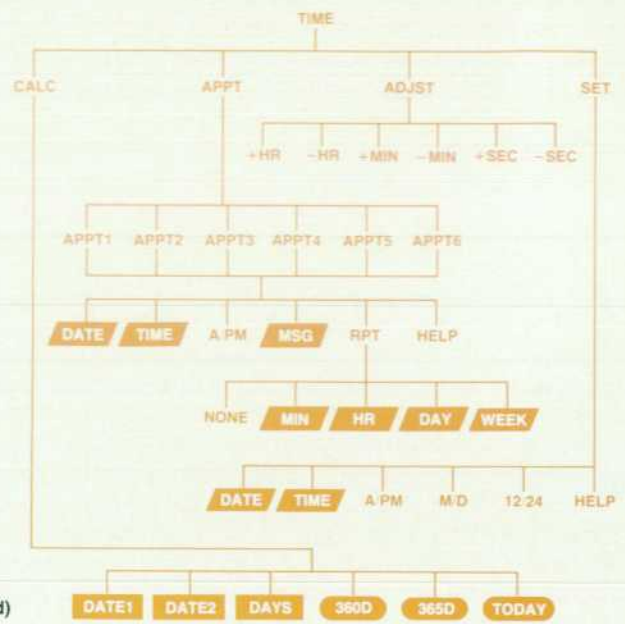 TIME
CALC APPT ADJST SET
+HR -HR +MIN -MIN +SEC -SEC
APPT1 APPT2 APPT3 APPT4 APPT5 APPT6
DATE TIME A/PM MSG RPT HELP
NONE MIN HR DAY WEEK
DATE TIME A/PM M/D 12/24 HELP
d) DATE1 DATE2 DAYS 360D 365D TODAY